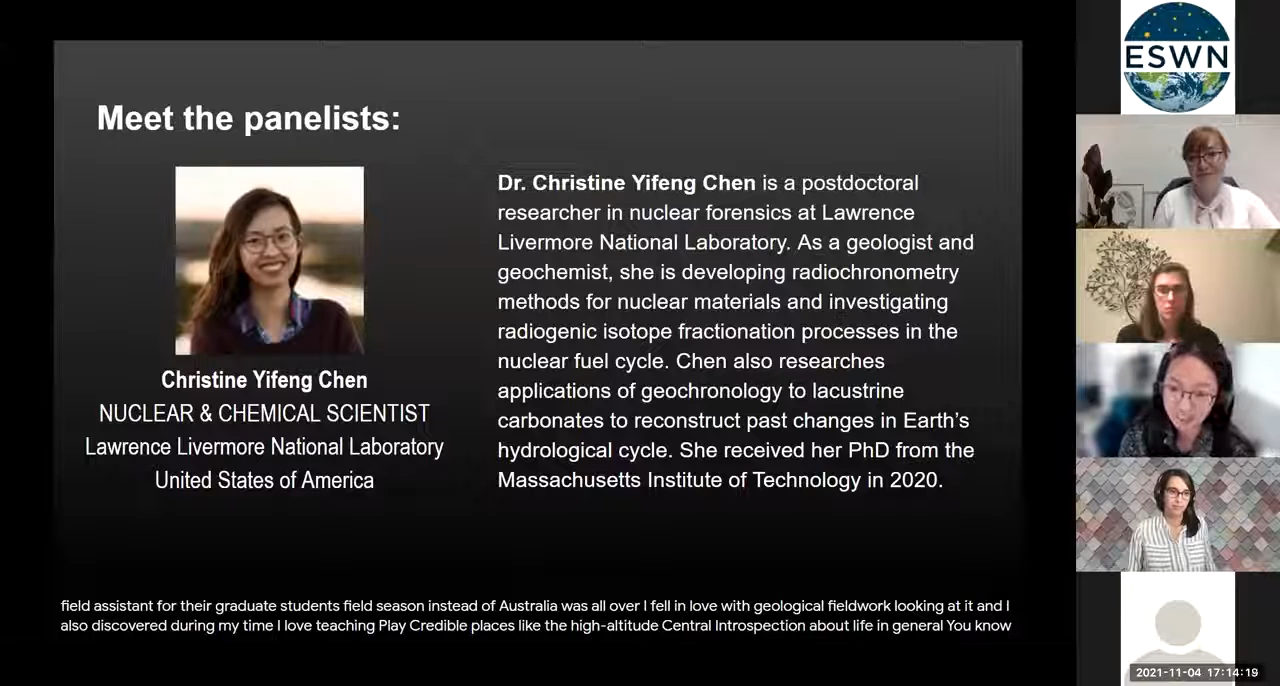 Meet the panelists:
Christine Yifeng Chen
NUCLEAR & CHEMICAL SCIENTIST
Lawrence Livermore National Laboratory
United States of America
Dr. Christine Yifeng Chen is a postdoctoral
researcher in nuclear forensics at Lawrence
Livermore National Laboratory. As a geologist and
geochemist, she is developing radiochronometry
methods for nuclear materials and investigating
radiogenic isotope fractionation processes in the
nuclear fuel cycle. Chen also researches
applications of geochronology to lacustrine
carbonates to reconstruct past changes in Earth’s
hydrological cycle. She received her PhD from the
Massachusetts Institute of Technology in 2020.
field assistant for their graduate students field season instead of Australia was all over I fell in love with geological fieldwork looking at it and I
also discovered during my time I love teaching Play Credible places like the high-altitude Central Introspection about life in general You know
ESWN
2021-11-04 17:14:19